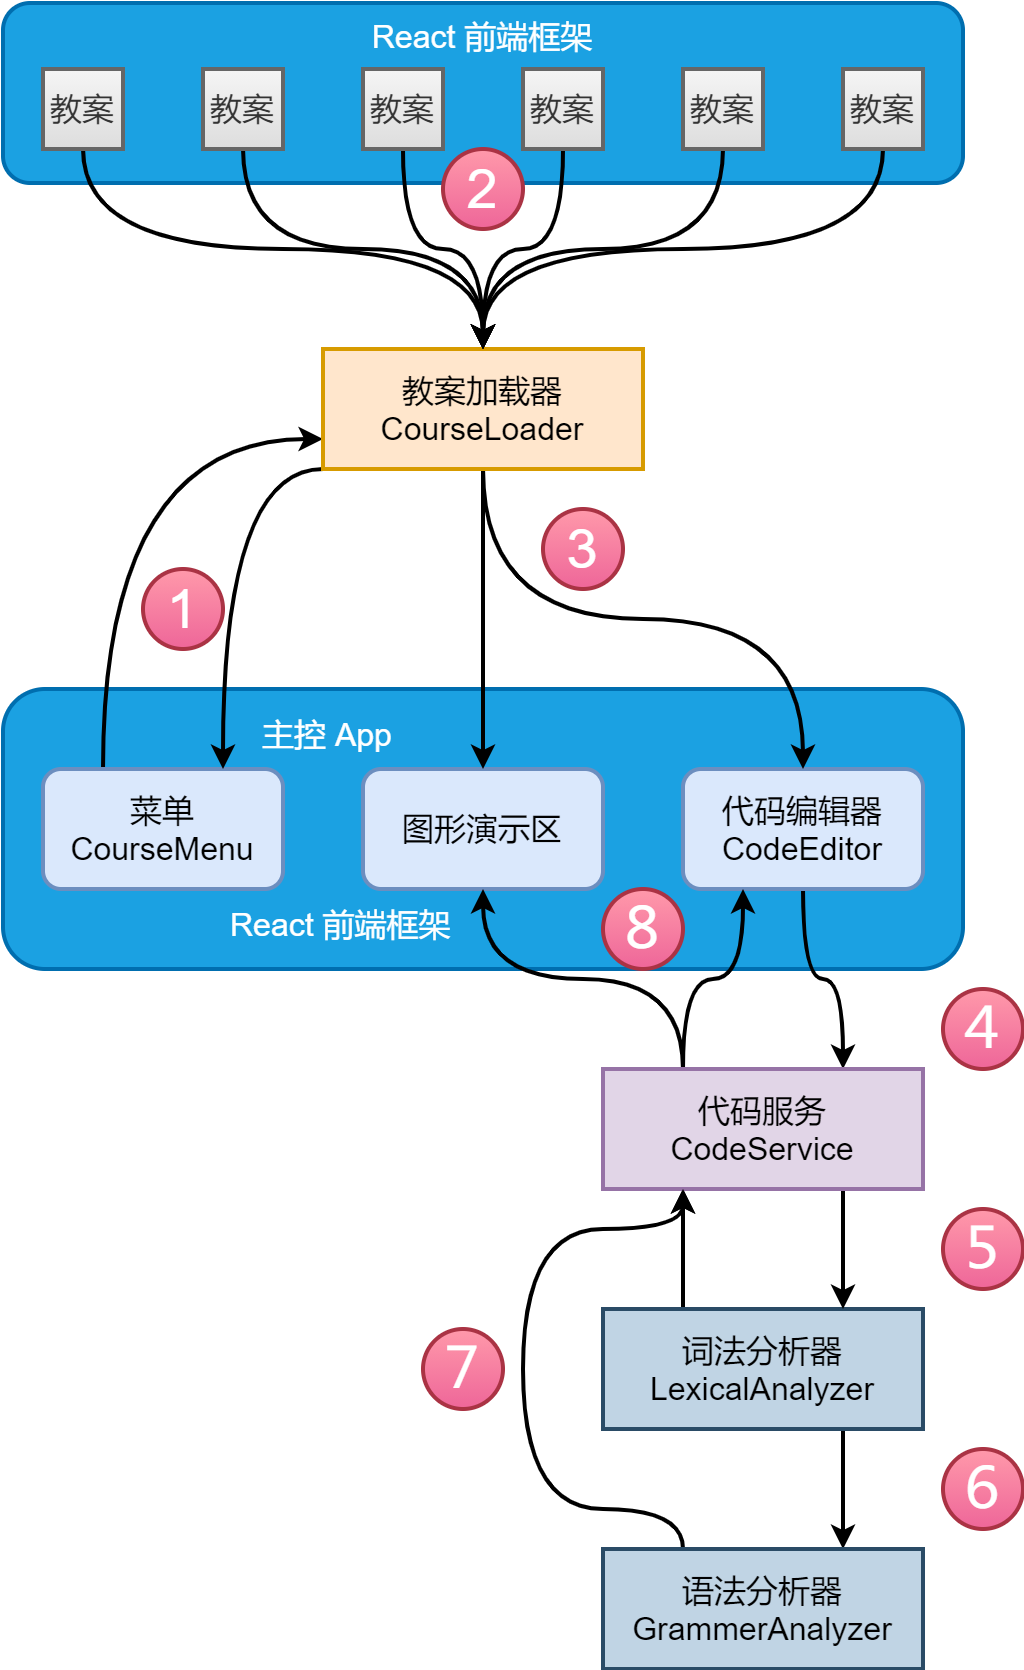 React 前端框架
教案
教案
教案
教案
教案
教案
2
教案加载器
CourseLoader
3
1
主控 App
菜单
CourseMenu
图形演示区
代码编辑器
CodeEditor
React 前端框架
8
4
代码服务
CodeService
5
词法分析器
LexicalAnalyzer
7
6
语法分析器
GrammerAnalyzer